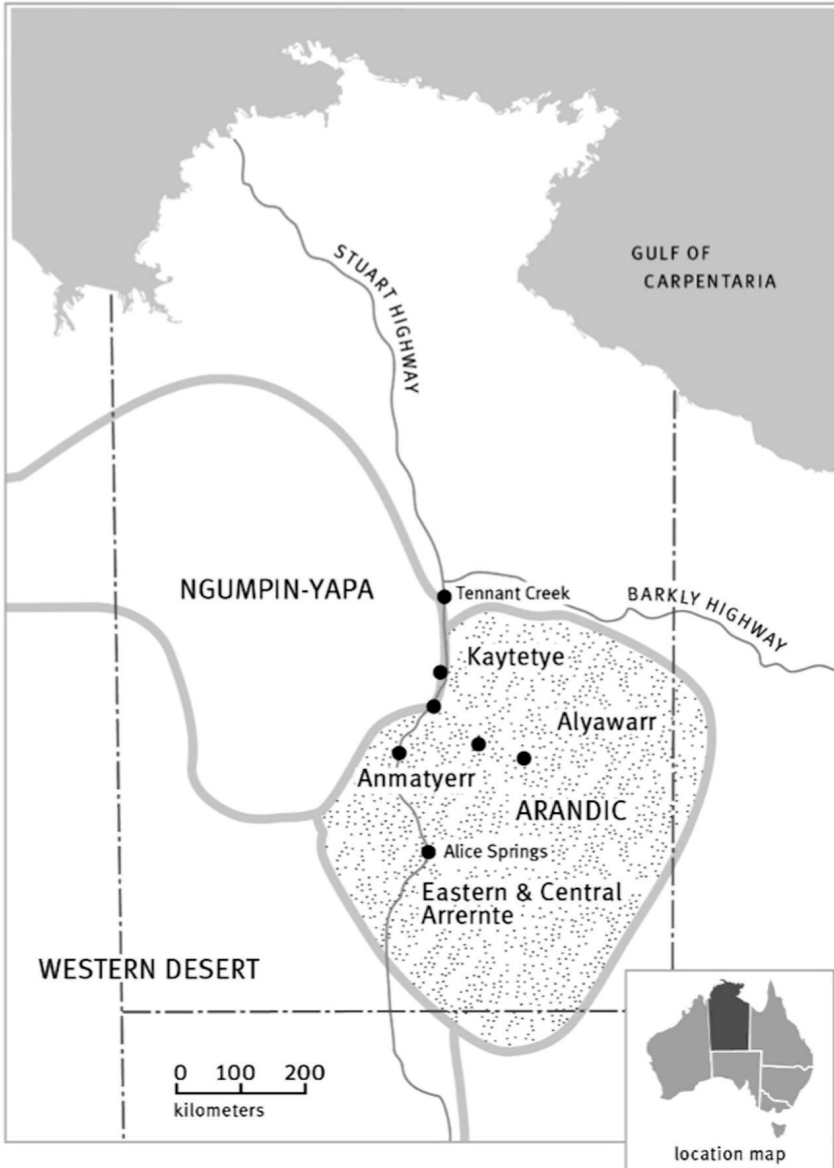 GULF OF
CARPENTARIA
STUART HIGHWAY
NGUMPIN-YAPA
Tennant Creek
BARKLY HIGHWAY
Kaytetye
Alyawarr
Anmatyerr
ARANDIC
Alice Springs
Eastern & Central
Arrernte
WESTERN DESERT
0 100 200
kilometers
location map